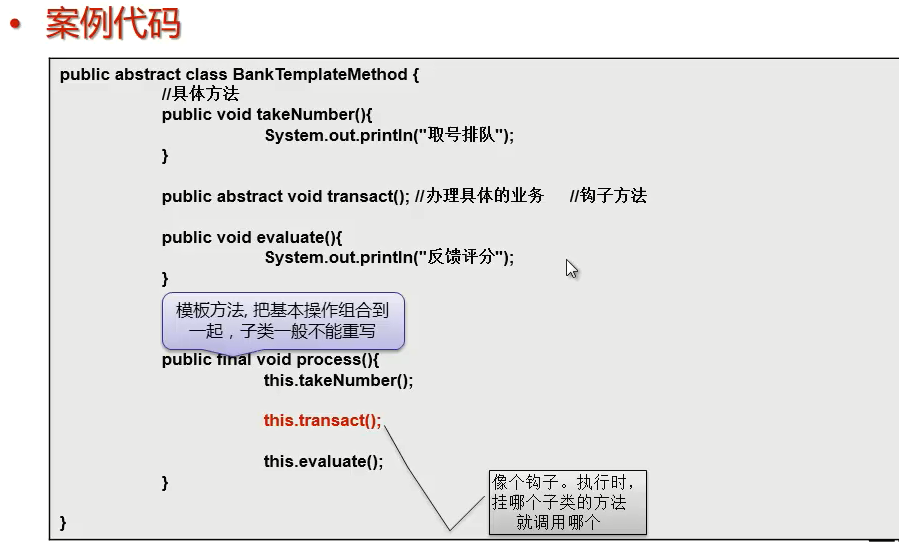 • 案例代码
public abstract class BankTemplateMethod {
//具体方法
public void takeNumber(){
System.out.println("取号排队");
}
public abstract void transact(); //办理具体的业务 //钩子方法
public void evaluate(){
System.out.println("反馈评分");
}
模板方法, 把基本操作组合到
一起，子类一般不能重写
public final void process(){
this.takeNumber();
this.transact();
this.evaluate();
}
像个钩子。执行时，
挂哪个子类的方法
就调用哪个
}